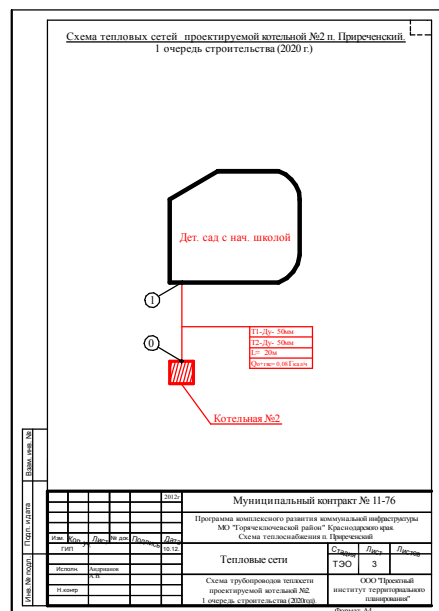 Схема тепловых сетей проектируемой котельной №2 п. Приреченский.
1 очередь строительства (2020 г.)
Дет. сад с нач. школой
1
Т1-Ду- 50мм
Т2-Ду- 50мм
L= 20м
0
Котельная №2
Взам. инв. №
Подп. и дата
Инв. № подл.
2012г
Муниципальный контракт № 11-76
Программа комплексного развития коммунальной инфраструктуры
МО "Горячеключевской район" Краснодарского края.
Схема теплоснабжения п. Приреченский
Изм. Кол. уч. Лист № док. Подпись Дата
ГИП 10.12.
Тепловые сети
Стадия Лист Листов
ТЭО 3
Исполн. Андрианов А.В.
Н.контр
Схема трубопроводов теплосети
проектируемой котельной №2.
1 очередь строительства (2020год).
ООО "Проектный
институт территориального
планирования"
Формат А4